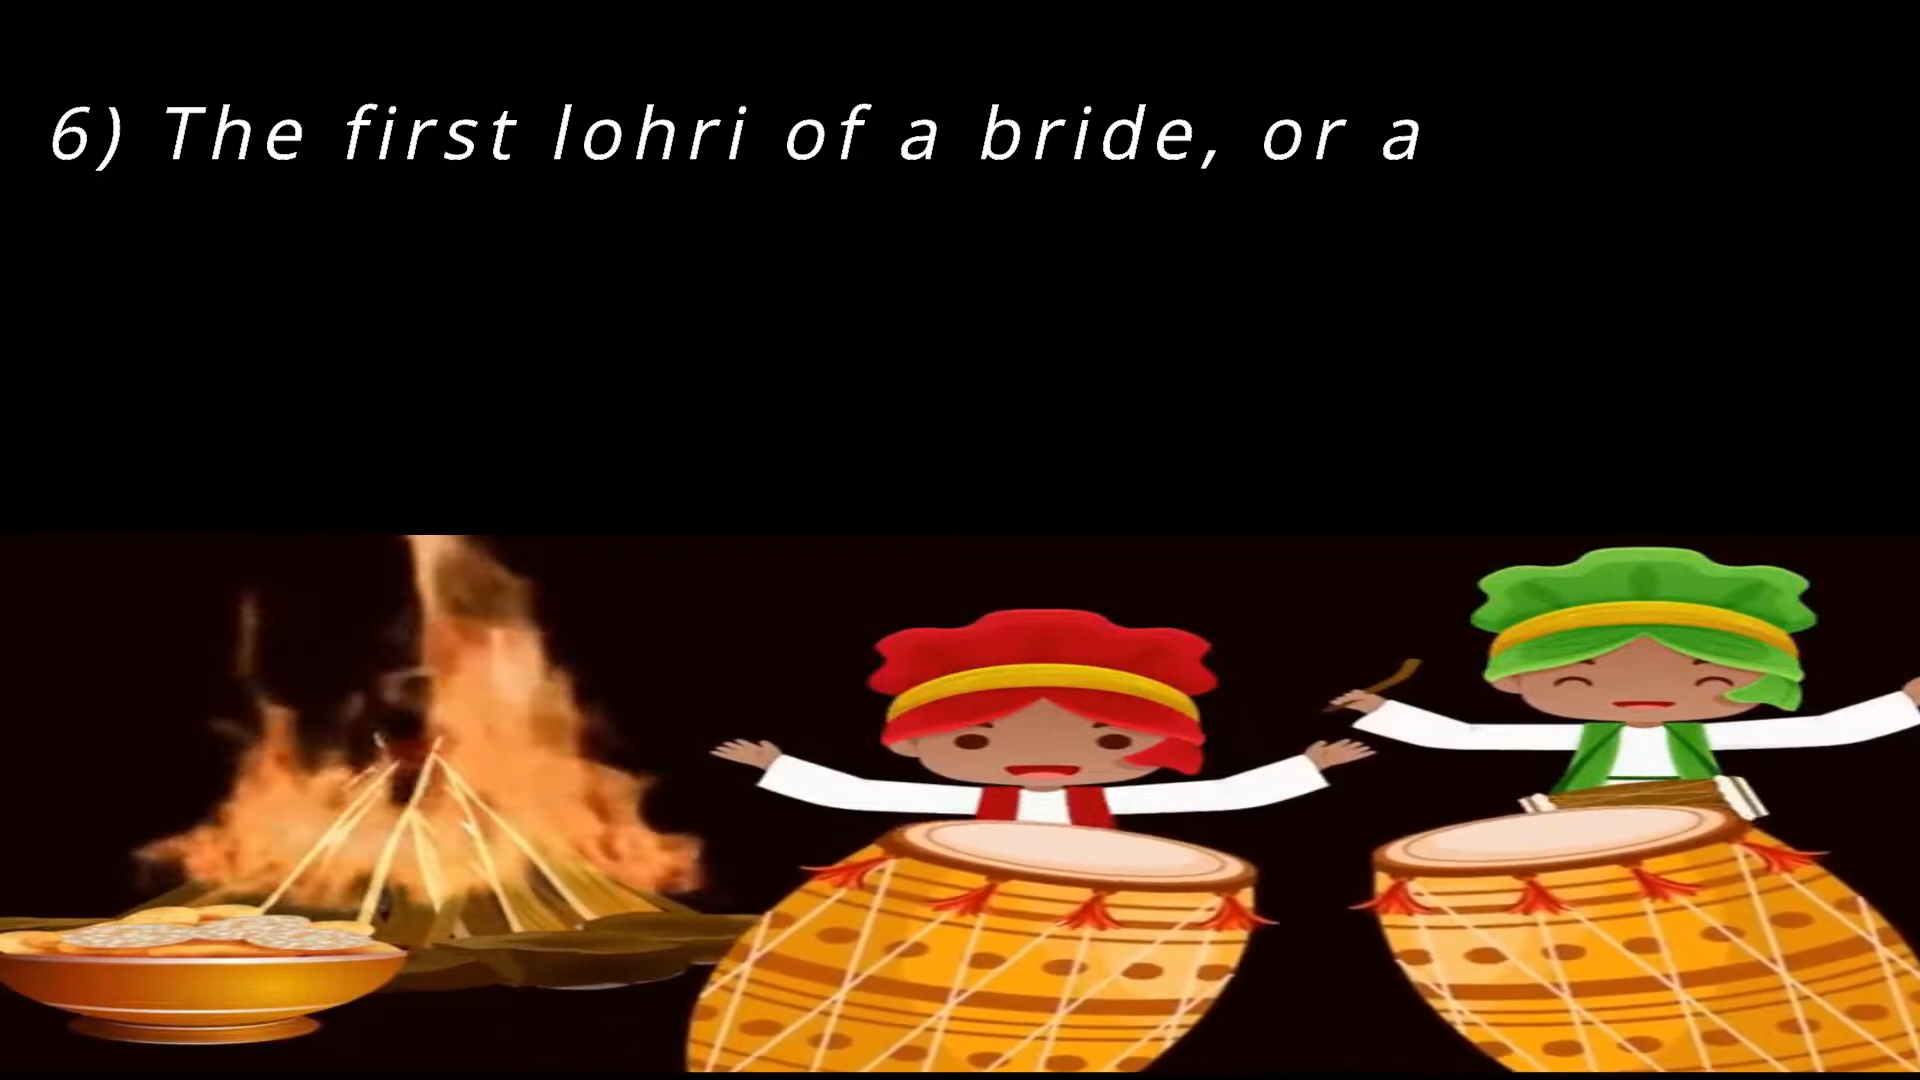 6) The first lohri of a bride, or a